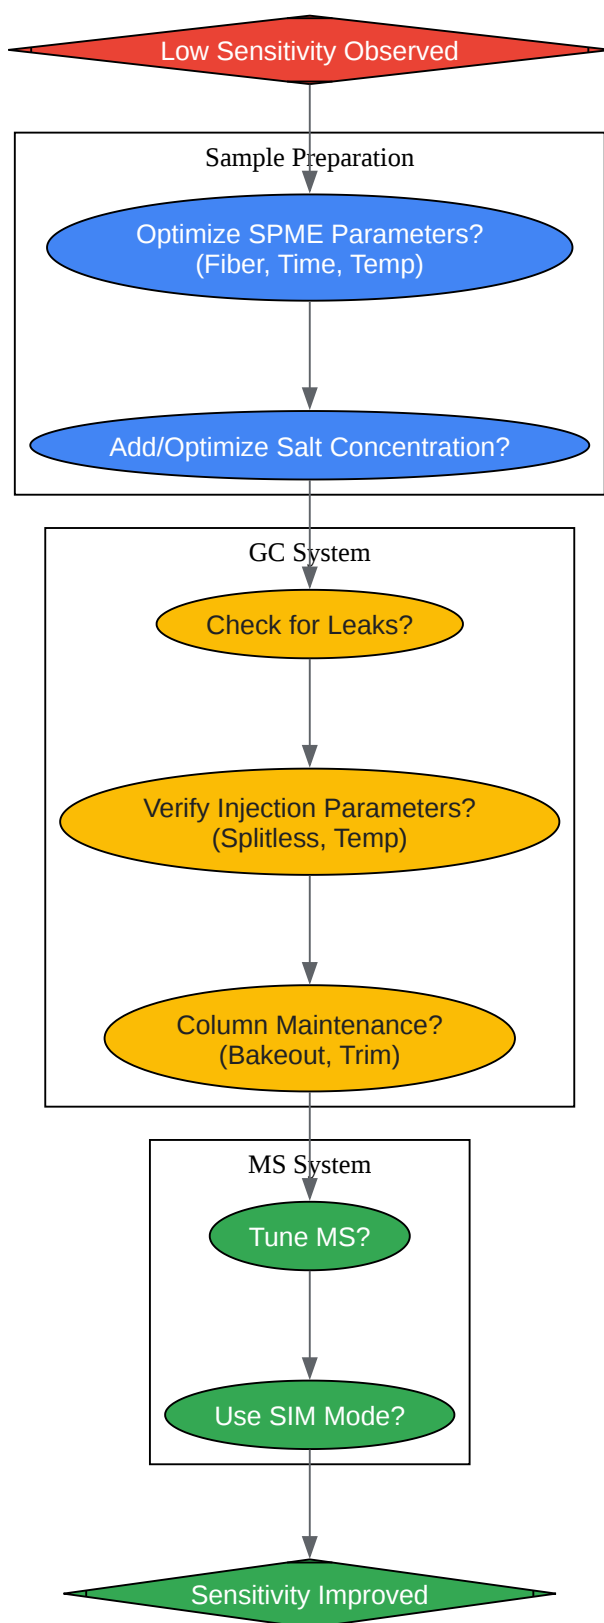 Low Sensitivity Observed
Sample Preparation
Optimize SPME Parameters?
(Fiber, Time, Temp)
Add/Optimize Salt Concentration?
GC System
Check for Leaks?
Verify Injection Parameters?
(Splitless, Temp)
Column Maintenance?
(Bakeout, Trim)
MS System
Tune MS?
Use SIM Mode?
Sensitivity Improved